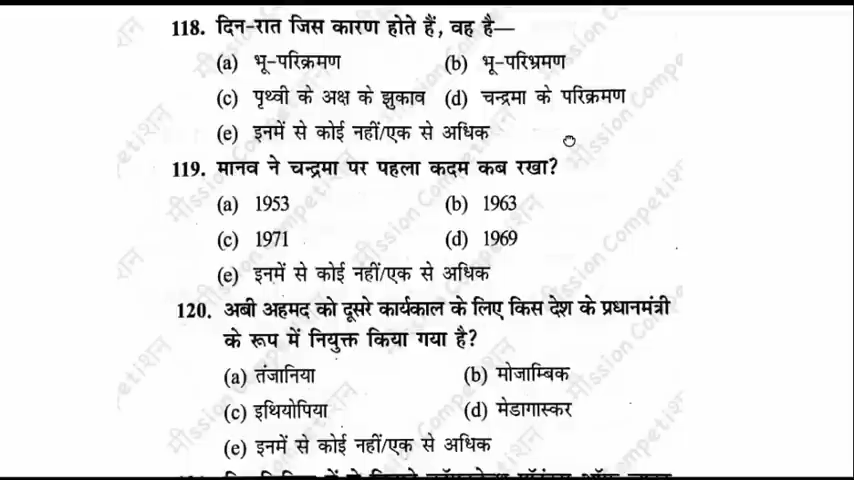 118. दिन-रात जिस कारण होते हैं, वह है—
(a) भू-परिक्रमण (b) भू-परिभ्रमण
(c) पृथ्वी के अक्ष के झुकाव (d) चन्द्रमा के परिक्रमण
(e) इनमें से कोई नहीं/एक से अधिक
119. मानव ने चन्द्रमा पर पहला कदम कब रखा?
(a) 1953 (b) 1963
(c) 1971 (d) 1969
(e) इनमें से कोई नहीं/एक से अधिक
120. अबी अहमद को दूसरे कार्यकाल के लिए किस देश के प्रधानमंत्री
के रूप में नियुक्त किया गया है?
(a) तंजानिया (b) मोजाम्बिक
(c) इथियोपिया (d) मेडागास्कर
(e) इनमें से कोई नहीं/एक से अधिक